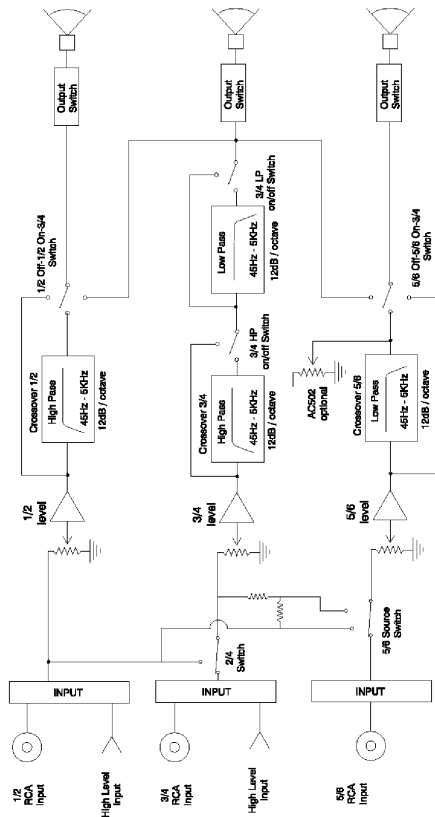 1/2
RCA
Input
High Level
Input
INPUT
1/2
level
Crossover 1/2
High Pass
45Hz - 5KHz
12dB / octave
1/2 Off-1/2 On-3/4
Switch
Output
Switch
3/4
RCA
Input
High Level
Input
INPUT
2/4
Switch
3/4
level
Crossover 3/4
High Pass
45Hz - 5KHz
12dB / octave
3/4 HP
on/off Switch
Low Pass
45Hz - 5KHz
12dB / octave
3/4 LP
on/off Switch
Output
Switch
5/6
RCA
Input
INPUT
5/6 Source
Switch
5/6
level
AC502
optional
Crossover 5/6
Low Pass
45Hz - 5KHz
12dB / octave
5/6 Off-5/6 On-3/4
Switch
Output
Switch